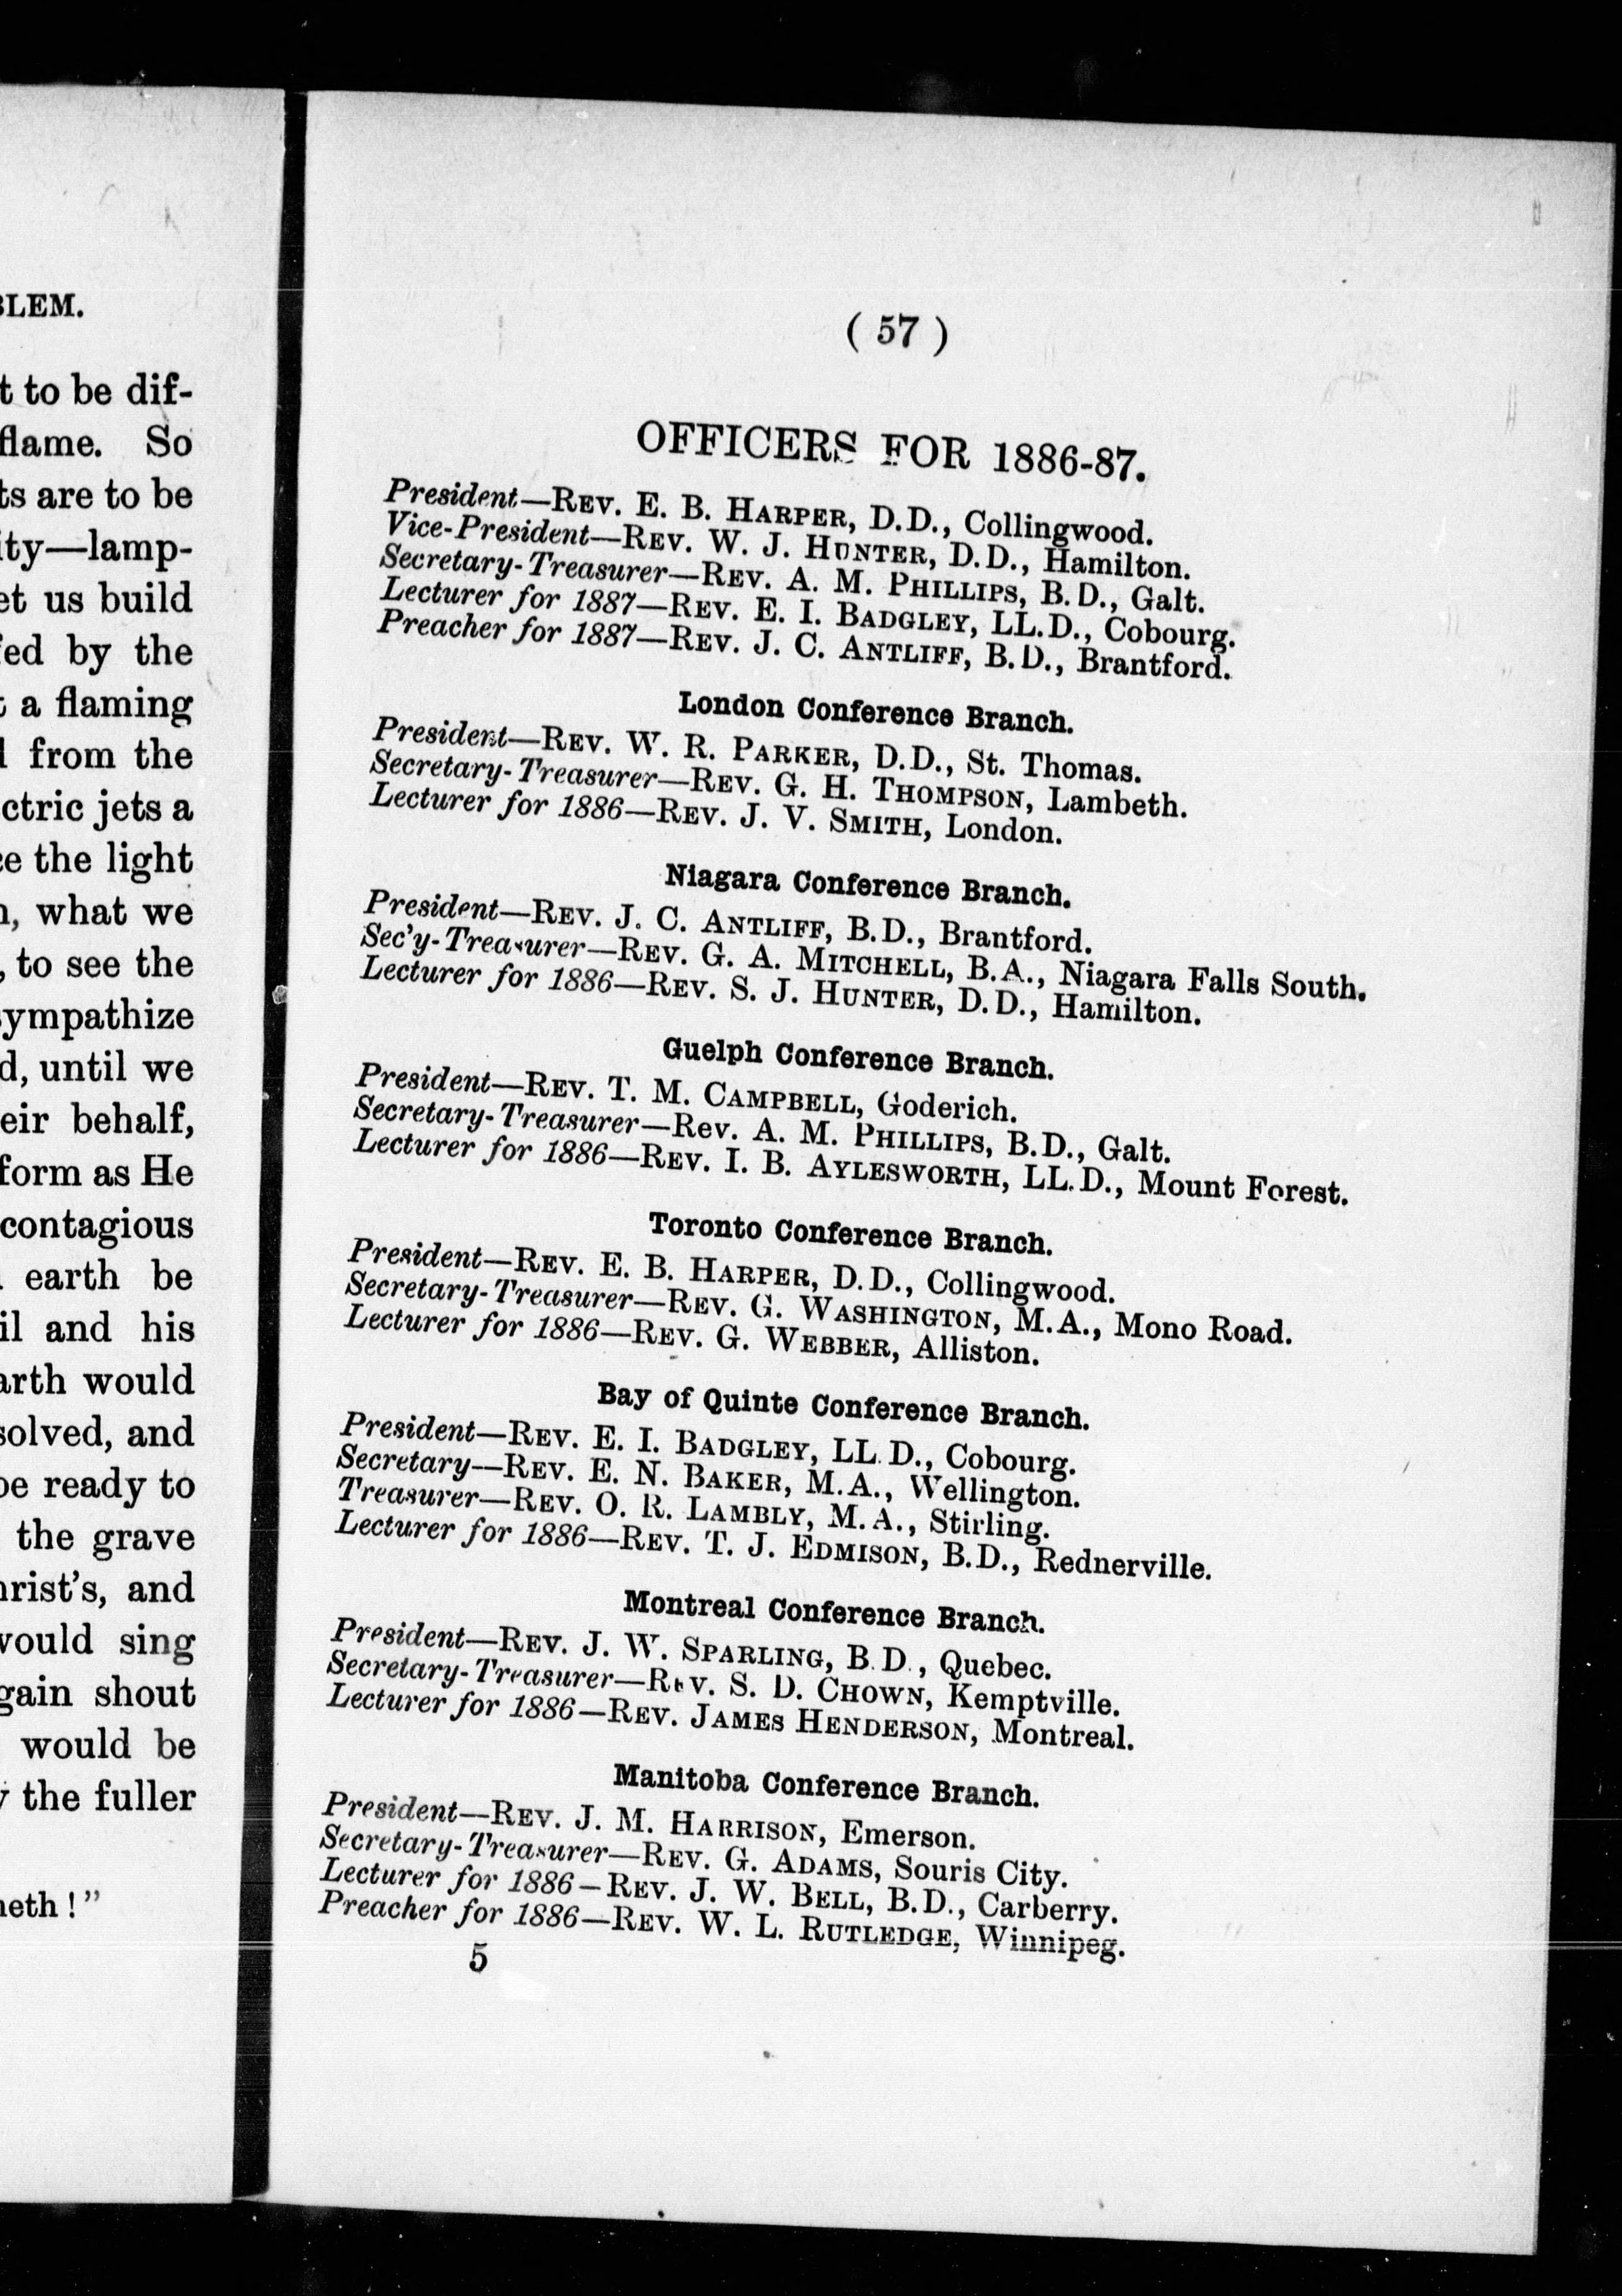 BLEM.
t to be dif-
flame. So
ts are to be
ity—lamp-
et us build
fed by the
t a flaming
l from the
ctric jets a
ce the light
n, what we
, to see the
sympathize
d, until we
eir behalf,
form as He
contagious
earth be
il and his
arth would
solved, and
be ready to
the grave
hrist's, and
would sing
gain shout
would be
y the fuller
neth!"
( 57 )
OFFICERS FOR 1886-87.
President—REV. E. B. HARPER, D.D., Collingwood.
Vice-President—REV. W. J. HUNTER, D.D., Hamilton.
Secretary-Treasurer—REV. A. M. PHILLIPS, B.D., Galt.
Lecturer for 1887—REV. E. I. BADGLEY, LL.D., Cobourg.
Preacher for 1887—REV. J. C. ANTLIFF, B.D., Brantford.
London Conference Branch.
President—REV. W. R. PARKER, D.D., St. Thomas.
Secretary-Treasurer—REV. G. H. THOMPSON, Lambeth.
Lecturer for 1886—REV. J. V. SMITH, London.
Niagara Conference Branch.
President—REV. J. C. ANTLIFF, B.D., Brantford.
Sec'y-Treasurer—REV. G. A. MITCHELL, B.A., Niagara Falls South.
Lecturer for 1886—REV. S. J. HUNTER, D.D., Hamilton.
Guelph Conference Branch.
President—REV. T. M. CAMPBELL, Goderich.
Secretary-Treasurer—Rev. A. M. PHILLIPS, B.D., Galt.
Lecturer for 1886—REV. I. B. AYLESWORTH, LL.D., Mount Forest.
Toronto Conference Branch.
President—REV. E. B. HARPER, D.D., Collingwood.
Secretary-Treasurer—REV. G. WASHINGTON, M.A., Mono Road.
Lecturer for 1886—REV. G. WEBBER, Alliston.
Bay of Quinte Conference Branch.
President—REV. E. I. BADGLEY, LL.D., Cobourg.
Secretary—REV. E. N. BAKER, M.A., Wellington.
Treasurer—REV. O. R. LAMBLY, M.A., Stirling.
Lecturer for 1886—REV. T. J. EDMISON, B.D., Rednerville.
Montreal Conference Branch.
President—REV. J. W. SPARLING, B.D., Quebec.
Secretary-Treasurer—REV. S. D. CHOWN, Kemptville.
Lecturer for 1886—REV. JAMES HENDERSON, Montreal.
Manitoba Conference Branch.
President—REV. J. M. HARRISON, Emerson.
Secretary-Treasurer—REV. G. ADAMS, Souris City.
Lecturer for 1886—REV. J. W. BELL, B.D., Carberry.
Preacher for 1886—REV. W. L. RUTLEDGE, Winnipeg.
5